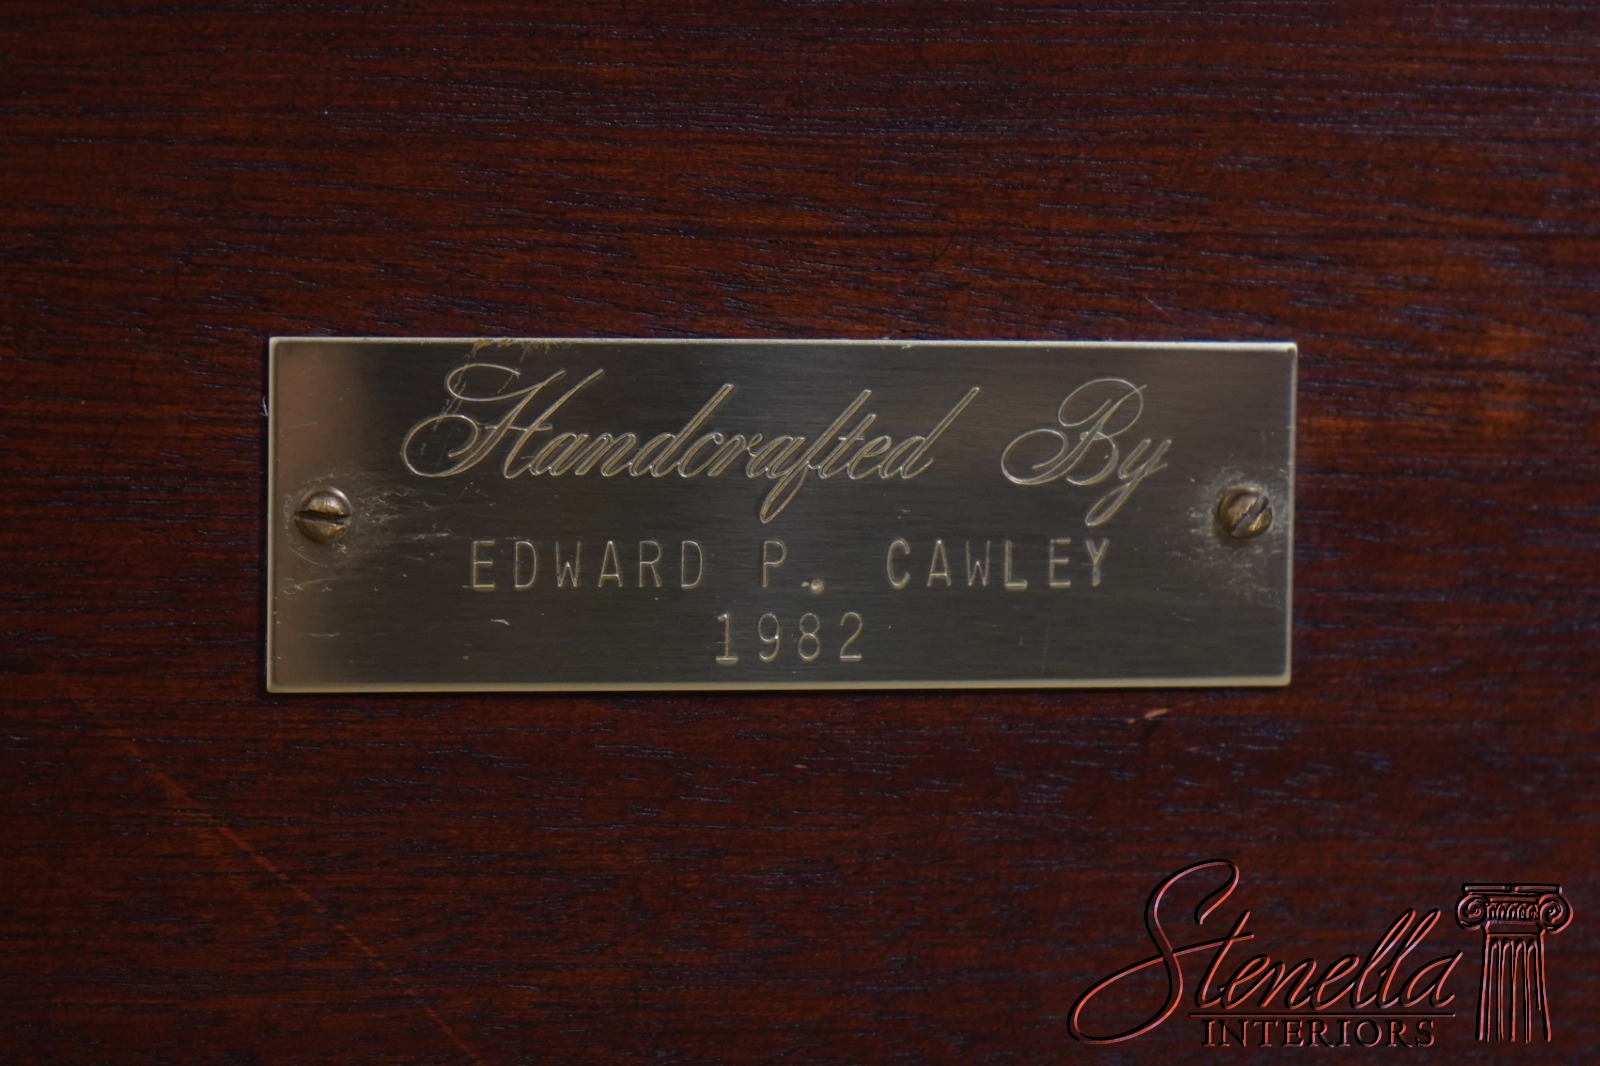 Handcrafted By
EDWARD P. CAWLEY
1982
Stenella
INTERIORS